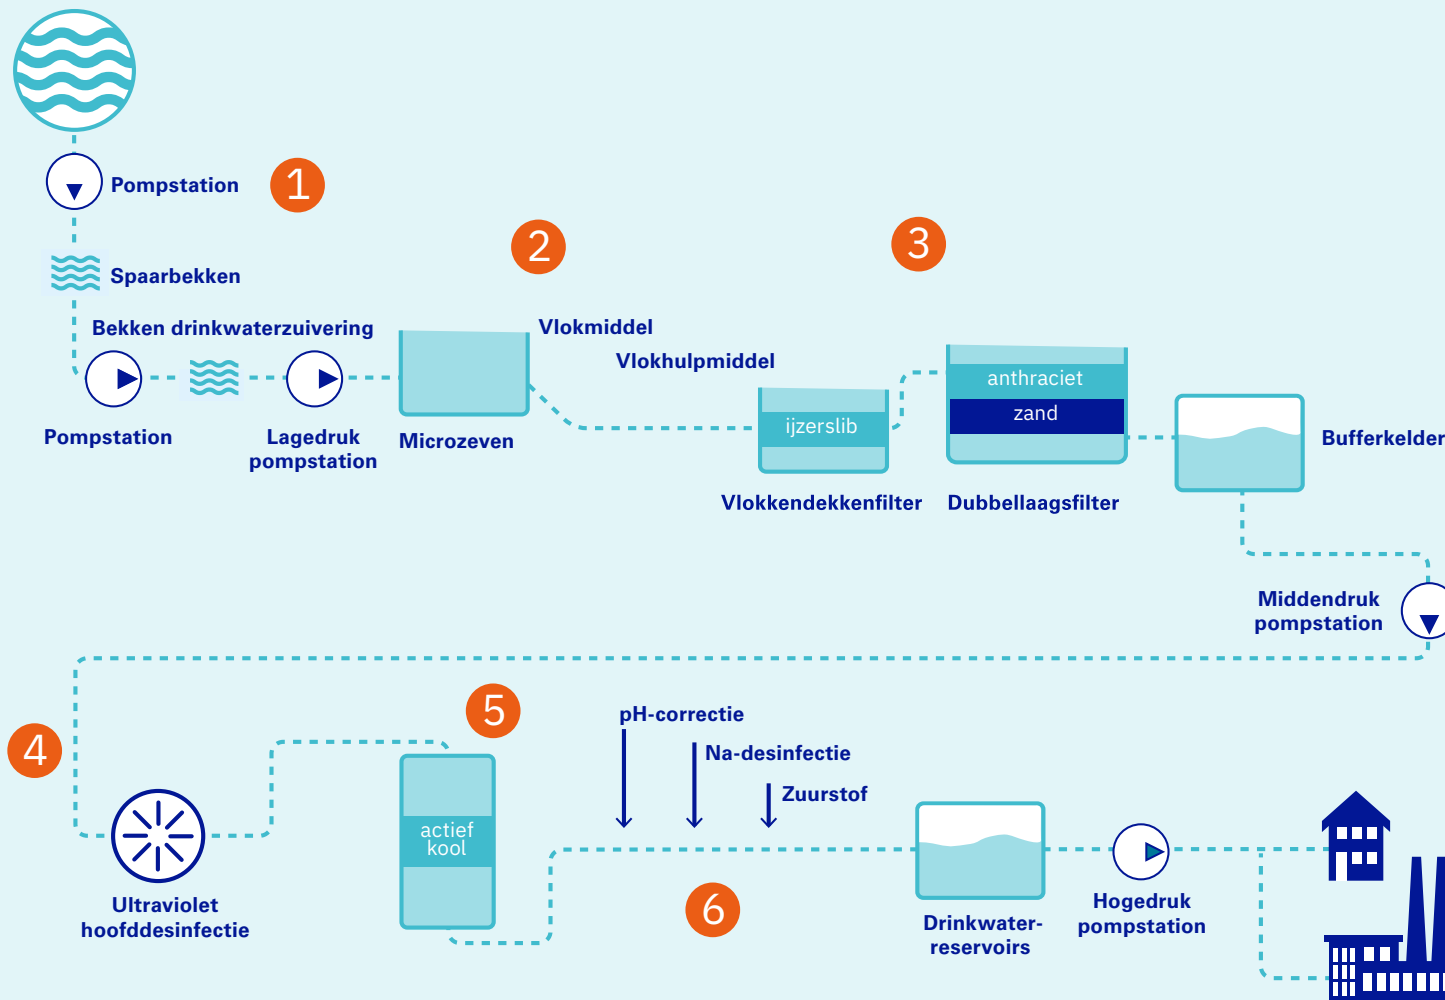 Pompstation
1
Spaarbekken
Bekken drinkwaterzuivering
Pompstation
Lagedruk
pompstation
Microzeven
2
Vlokmiddel
Vlokhulpmiddel
ijzerslib
Vlokkendekkenfilter
3
anthraciet
zand
Dubbellaagsfilter
Bufferkelder
Middendruk
pompstation
4
Ultraviolet
hoofddesinfectie
5
actief
kool
pH-correctie
Na-desinfectie
Zuurstof
6
Drinkwater-
reservoirs
Hogedruk
pompstation